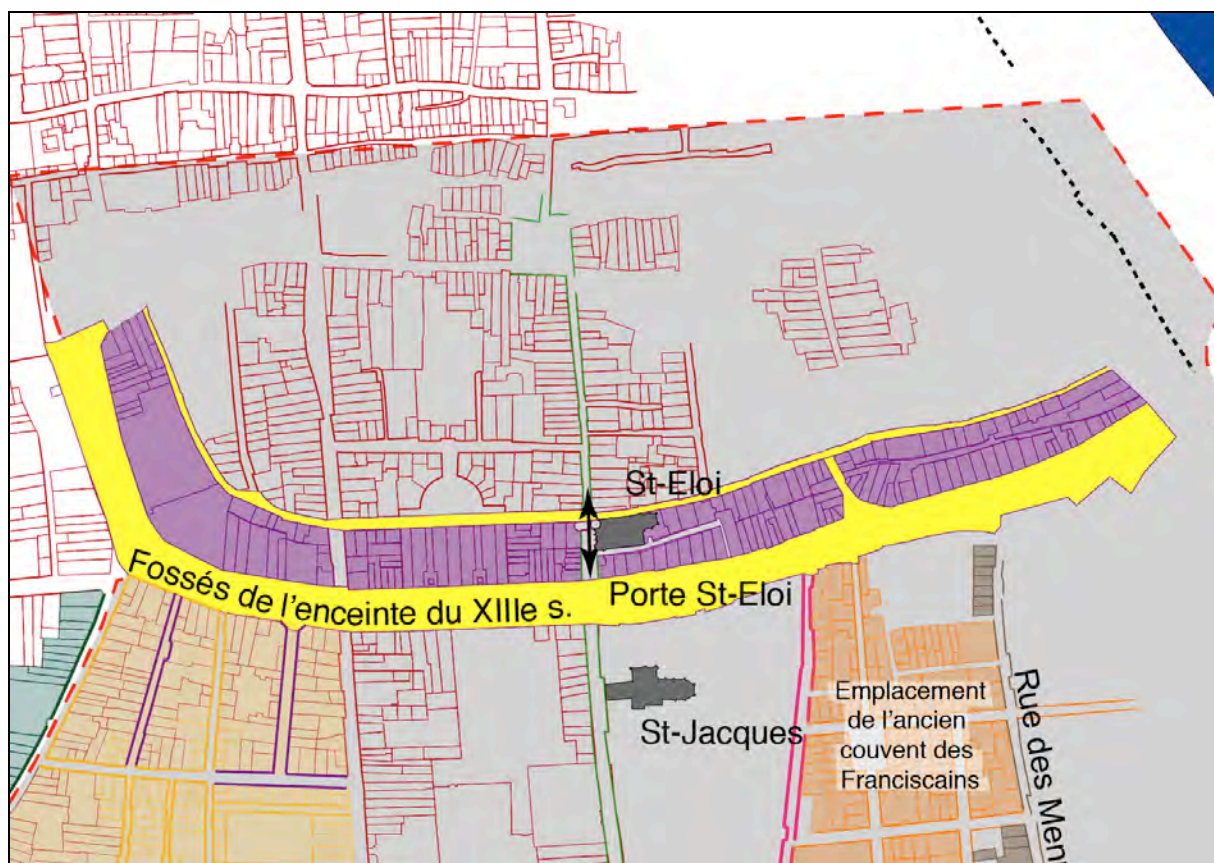 St-Eloi
Fossés de l'enceinte du XIIIe s.
Porte St-Eloi
St-Jacques
Emplacement
de l'ancien
couvent des
Franciscains
Rue des Men